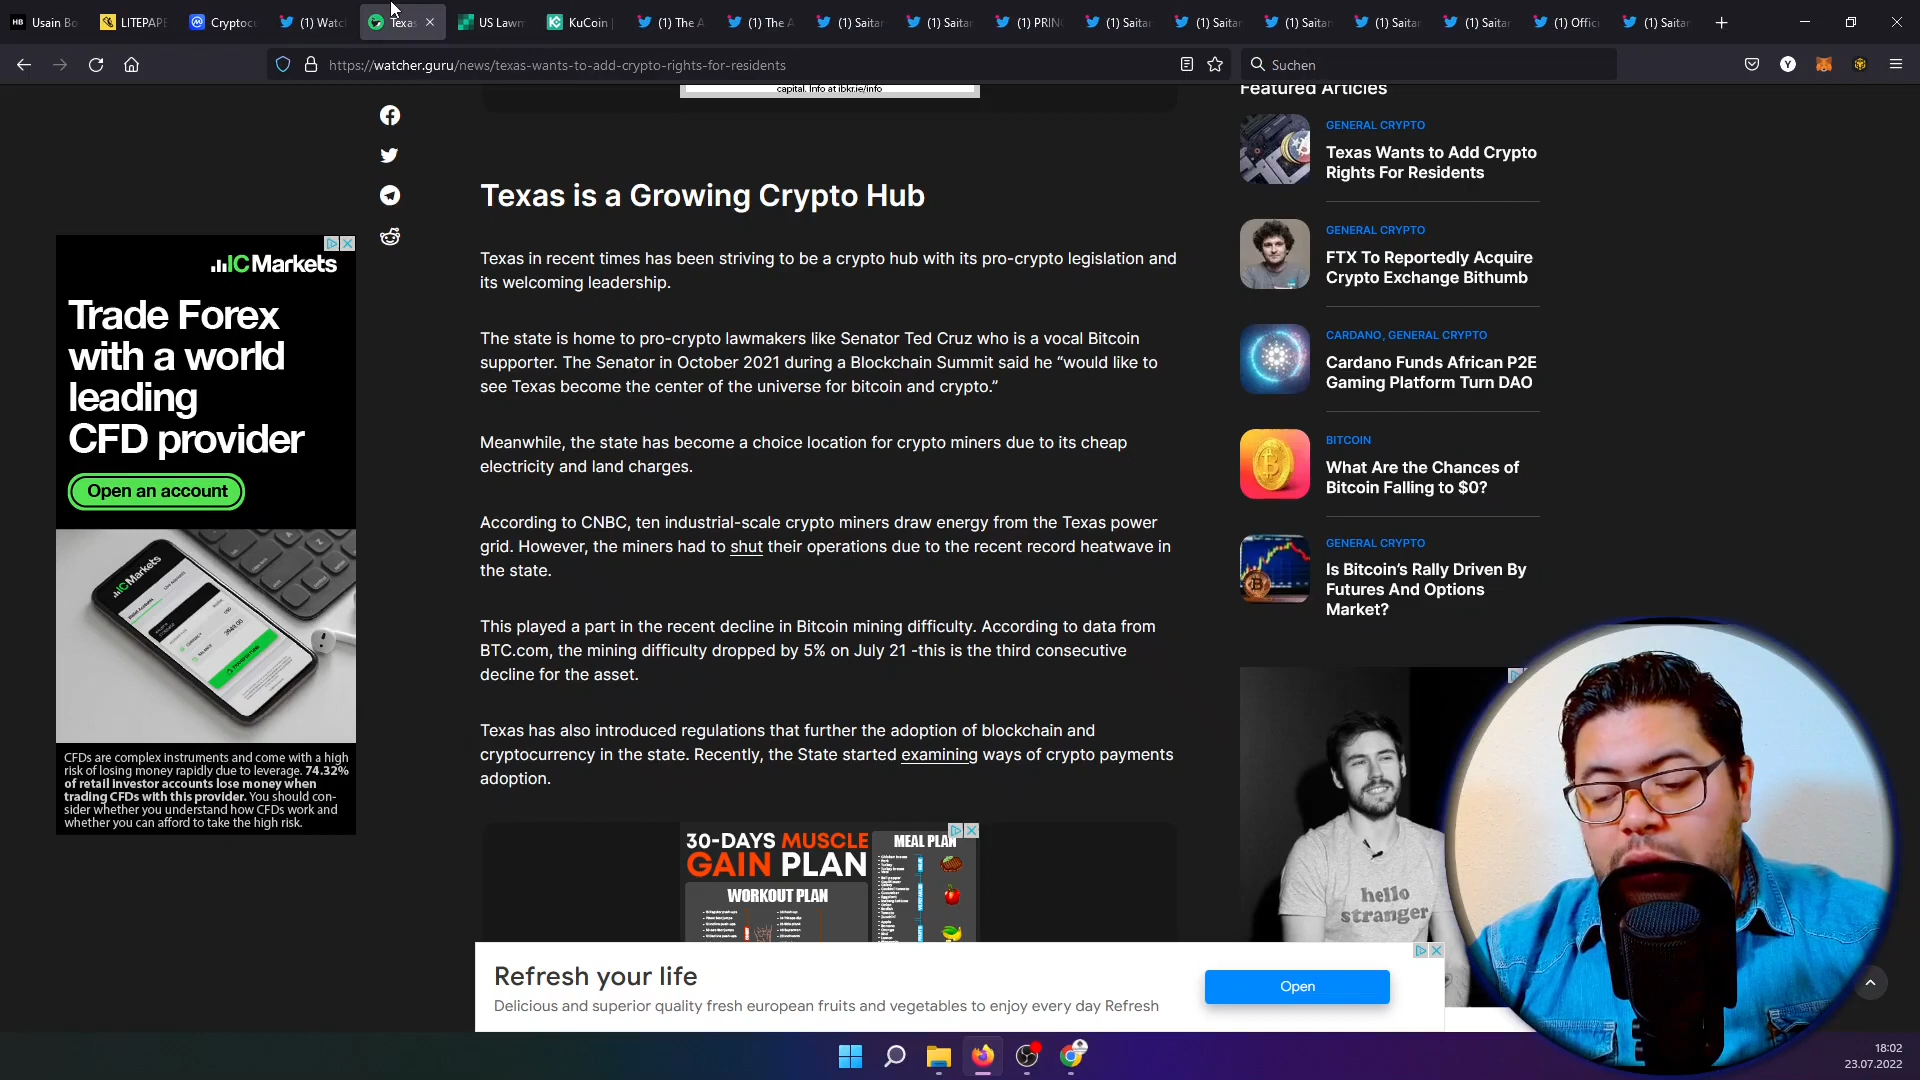 Usain Bo
LITEPAPE
Cryptocu
(1) Watch
Texas
US Lawm
KuCoin |
(1) The A
(1) The A
(1) Saitan
(1) Saitan
(1) PRINC
(1) Saitan
(1) Saitan
(1) Saitan
(1) Saitan
(1) Saitan
(1) Offici
(1) Saitan
https://watcher.guru/news/texas-wants-to-add-crypto-rights-for-residents
Suchen
capital. Info at ibkr.ie/info
IC Markets
Trade Forex
with a world
leading
CFD provider
Open an account
ICMarkets
CFDs are complex instruments and come with a high
risk of losing money rapidly due to leverage. 74.32%
of retail investor accounts lose money when
trading CFDs with this provider. You should con-
sider whether you understand how CFDs work and
whether you can afford to take the high risk.
Texas is a Growing Crypto Hub
Texas in recent times has been striving to be a crypto hub with its pro-crypto legislation and
its welcoming leadership.
The state is home to pro-crypto lawmakers like Senator Ted Cruz who is a vocal Bitcoin
supporter. The Senator in October 2021 during a Blockchain Summit said he “would like to
see Texas become the center of the universe for bitcoin and crypto.”
Meanwhile, the state has become a choice location for crypto miners due to its cheap
electricity and land charges.
According to CNBC, ten industrial-scale crypto miners draw energy from the Texas power
grid. However, the miners had to shut their operations due to the recent record heatwave in
the state.
This played a part in the recent decline in Bitcoin mining difficulty. According to data from
BTC.com, the mining difficulty dropped by 5% on July 21 -this is the third consecutive
decline for the asset.
Texas has also introduced regulations that further the adoption of blockchain and
cryptocurrency in the state. Recently, the State started examining ways of crypto payments
adoption.
30-DAYS MUSCLE
GAIN PLAN
WORKOUT PLAN
MEAL PLAN
Featured Articles
GENERAL CRYPTO
Texas Wants to Add Crypto
Rights For Residents
GENERAL CRYPTO
FTX To Reportedly Acquire
Crypto Exchange Bithumb
CARDANO, GENERAL CRYPTO
Cardano Funds African P2E
Gaming Platform Turn DAO
BITCOIN
What Are the Chances of
Bitcoin Falling to $0?
GENERAL CRYPTO
Is Bitcoin’s Rally Driven By
Futures And Options
Market?
hello
stranger
Refresh your life
Delicious and superior quality fresh european fruits and vegetables to enjoy every day Refresh
Open
18:02
23.07.2022